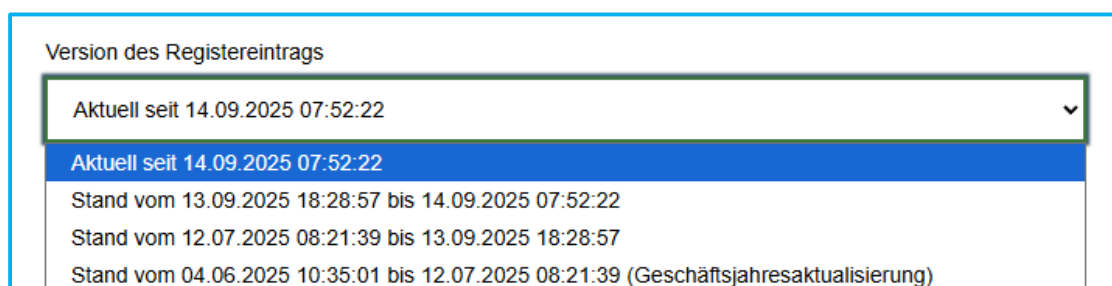 Version des Registereintrags
Aktuell seit 14.09.2025 07:52:22
Aktuell seit 14.09.2025 07:52:22
Stand vom 13.09.2025 18:28:57 bis 14.09.2025 07:52:22
Stand vom 12.07.2025 08:21:39 bis 13.09.2025 18:28:57
Stand vom 04.06.2025 10:35:01 bis 12.07.2025 08:21:39 (Geschäftsjahresaktualisierung)